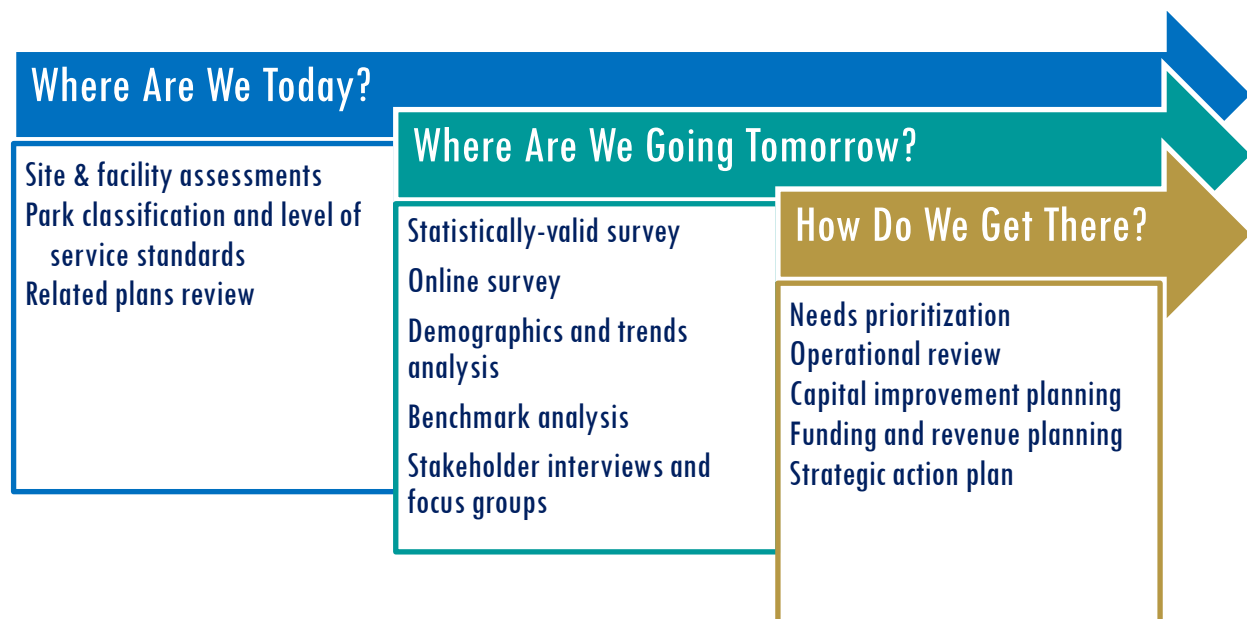 Where Are We Today?
Site & facility assessments
Park classification and level of
service standards
Related plans review
Where Are We Going Tomorrow?
Statistically-valid survey
Online survey
Demographics and trends
analysis
Benchmark analysis
Stakeholder interviews and
focus groups
How Do We Get There?
Needs prioritization
Operational review
Capital improvement planning
Funding and revenue planning
Strategic action plan